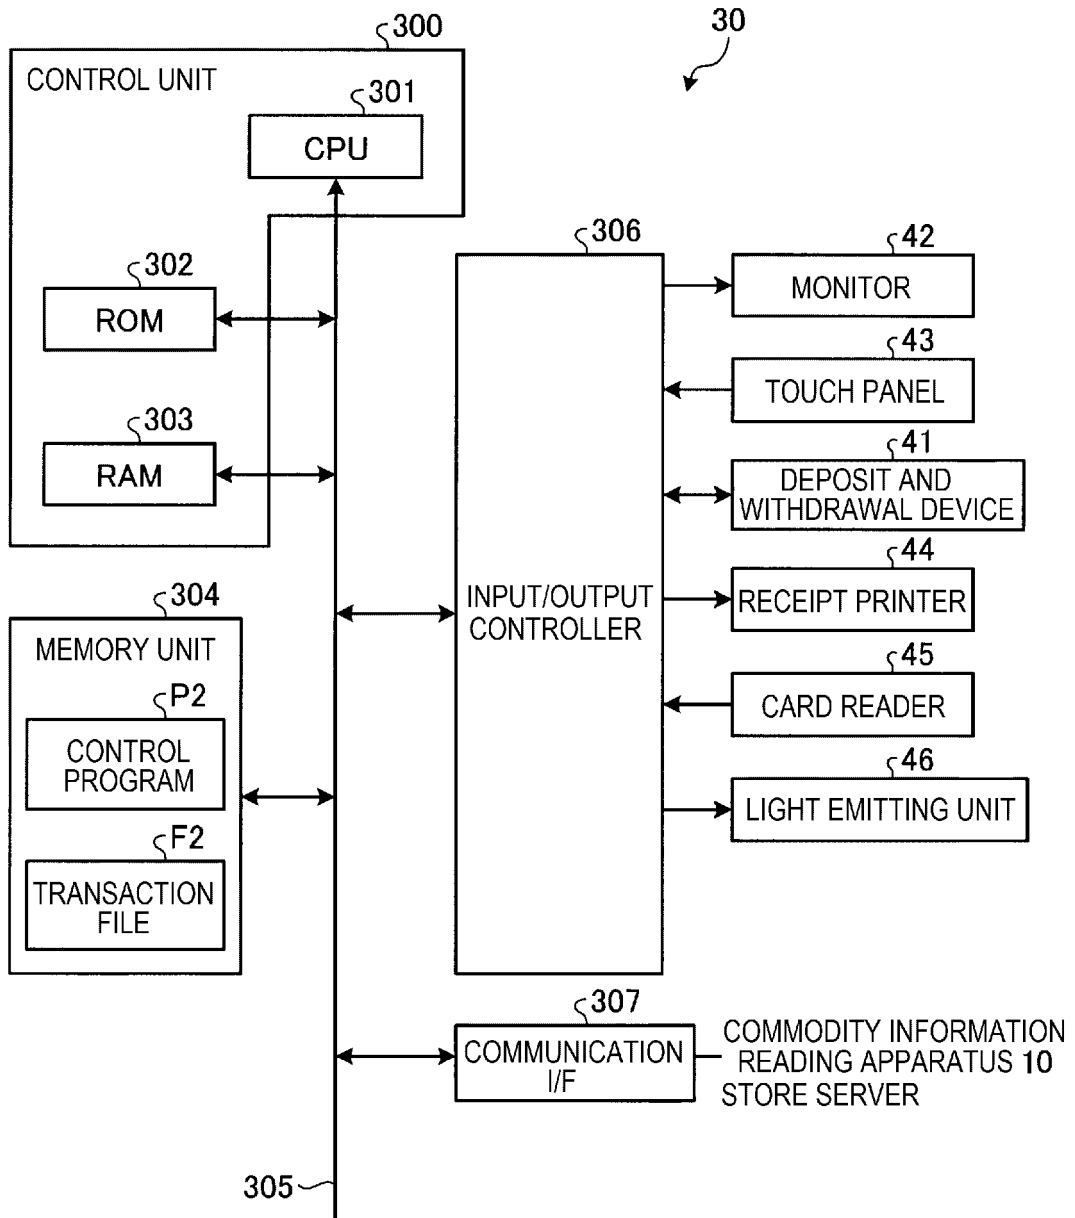 30
300
CONTROL UNIT
301
CPU
302
ROM
303
RAM
304
MEMORY UNIT
P2
CONTROL
PROGRAM
F2
TRANSACTION
FILE
305
306
INPUT/OUTPUT
CONTROLLER
42
MONITOR
43
TOUCH PANEL
41
DEPOSIT AND
WITHDRAWAL DEVICE
44
RECEIPT PRINTER
45
CARD READER
46
LIGHT EMITTING UNIT
307
COMMUNICATION
I/F
COMMODITY INFORMATION
READING APPARATUS 10
STORE SERVER